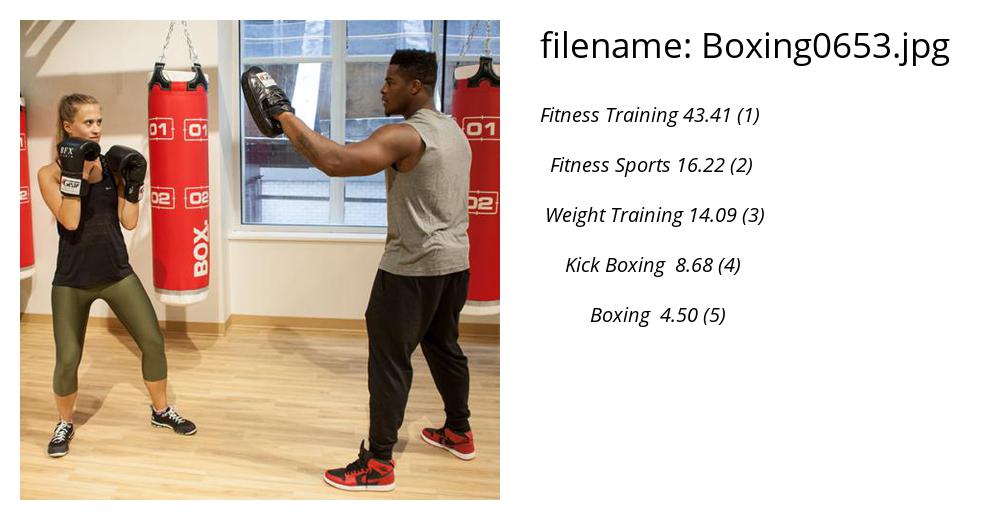 filename: Boxing0653.jpg
Fitness Training 43.41 (1)
Fitness Sports 16.22 (2)
Weight Training 14.09 (3)
Kick Boxing 8.68 (4)
Boxing 4.50 (5)
01 01
02 02
BOX.
01
02